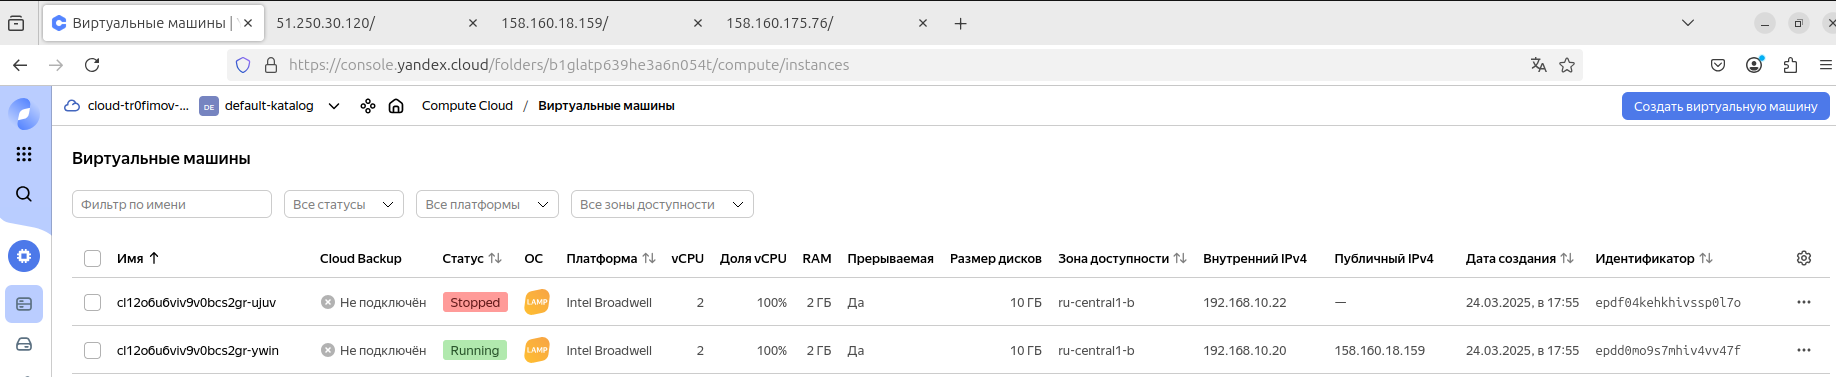 Виртуальные машины |
51.250.30.120/
158.160.18.159/
158.160.175.76/
https://console.yandex.cloud/folders/b1glatp639he3a6n054t/compute/instances
cloud-tr0fimov-... DE default-katalog Compute Cloud / Виртуальные машины Создать виртуальную машину
Виртуальные машины
Фильтр по имени Все статусы Все платформы Все зоны доступности
Имя Cloud Backup Статус ОС Платформа vCPU Доля vCPU RAM Прерываемая Размер дисков Зона доступности Внутренний IPv4 Публичный IPv4 Дата создания Идентификатор
cl12o6u6viv9v0bcs2gr-ujuv Не подключён Stopped LAMP Intel Broadwell 2 100% 2 ГБ Да 10 ГБ ru-central1-b 192.168.10.22 — 24.03.2025, в 17:55 epdf04kehkhivssp0l7o
cl12o6u6viv9v0bcs2gr-ywin Не подключён Running LAMP Intel Broadwell 2 100% 2 ГБ Да 10 ГБ ru-central1-b 192.168.10.20 158.160.18.159 24.03.2025, в 17:55 epdd0mo9s7mhiv4vv47f